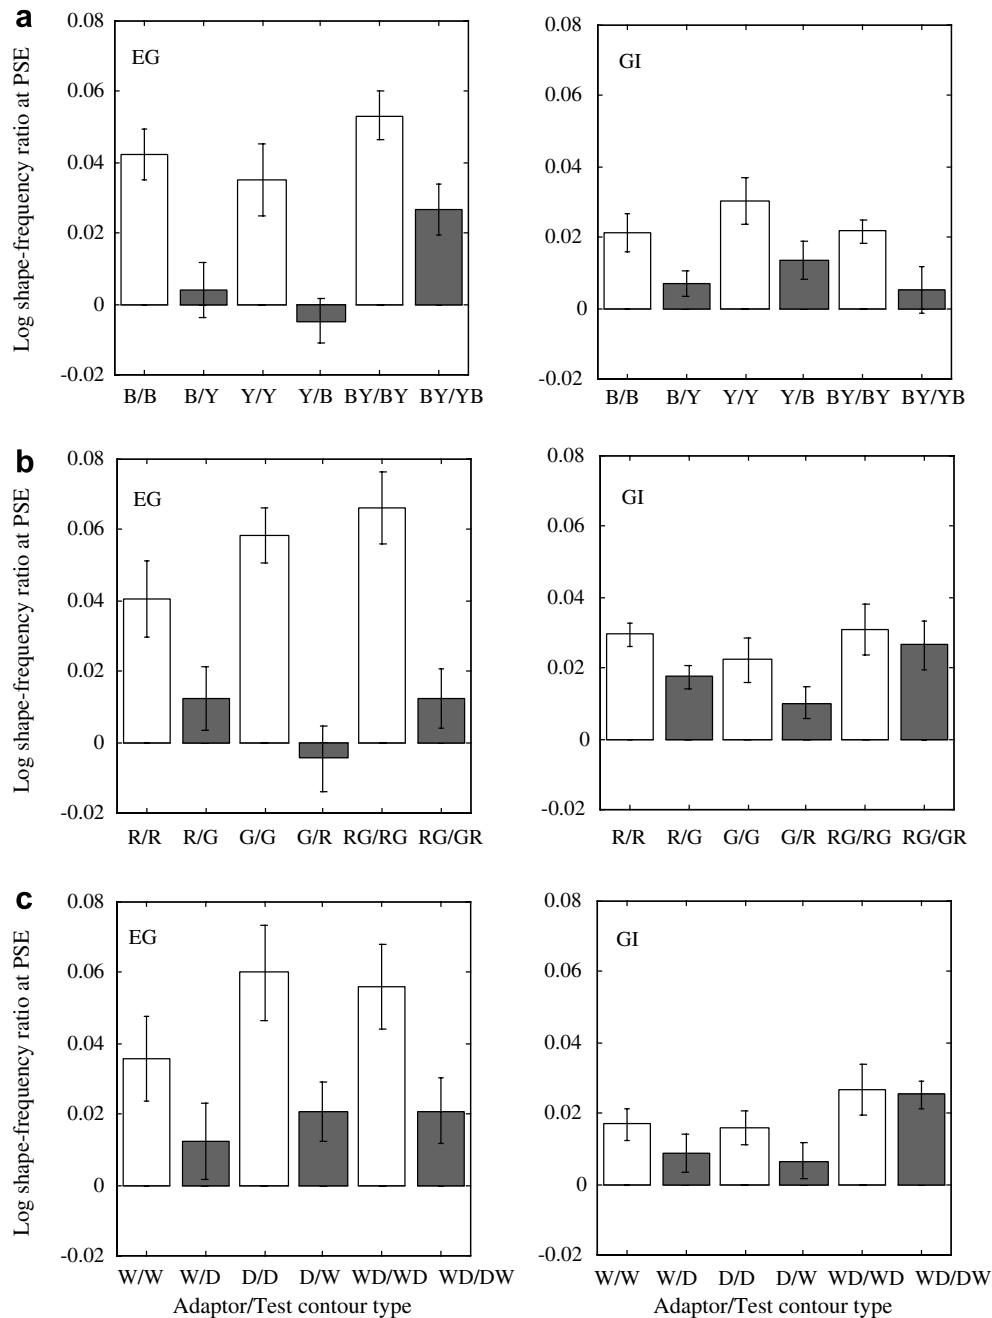 a
Log shape-frequency ratio at PSE
EG
0.08
0.06
0.04
0.02
0
-0.02
B/B B/Y Y/Y Y/B BY/BY BY/YB
GI
0.08
0.06
0.04
0.02
0
-0.02
B/B B/Y Y/Y Y/B BY/BY BY/YB
b
Log shape-frequency ratio at PSE
EG
0.08
0.06
0.04
0.02
0
-0.02
R/R R/G G/G G/R RG/RG RG/GR
GI
0.08
0.06
0.04
0.02
0
-0.02
R/R R/G G/G G/R RG/RG RG/GR
c
Log shape-frequency ratio at PSE
EG
0.08
0.06
0.04
0.02
0
-0.02
W/W W/D D/D D/W WD/WD WD/DW
Adaptor/Test contour type
GI
0.08
0.06
0.04
0.02
0
-0.02
W/W W/D D/D D/W WD/WD WD/DW
Adaptor/Test contour type